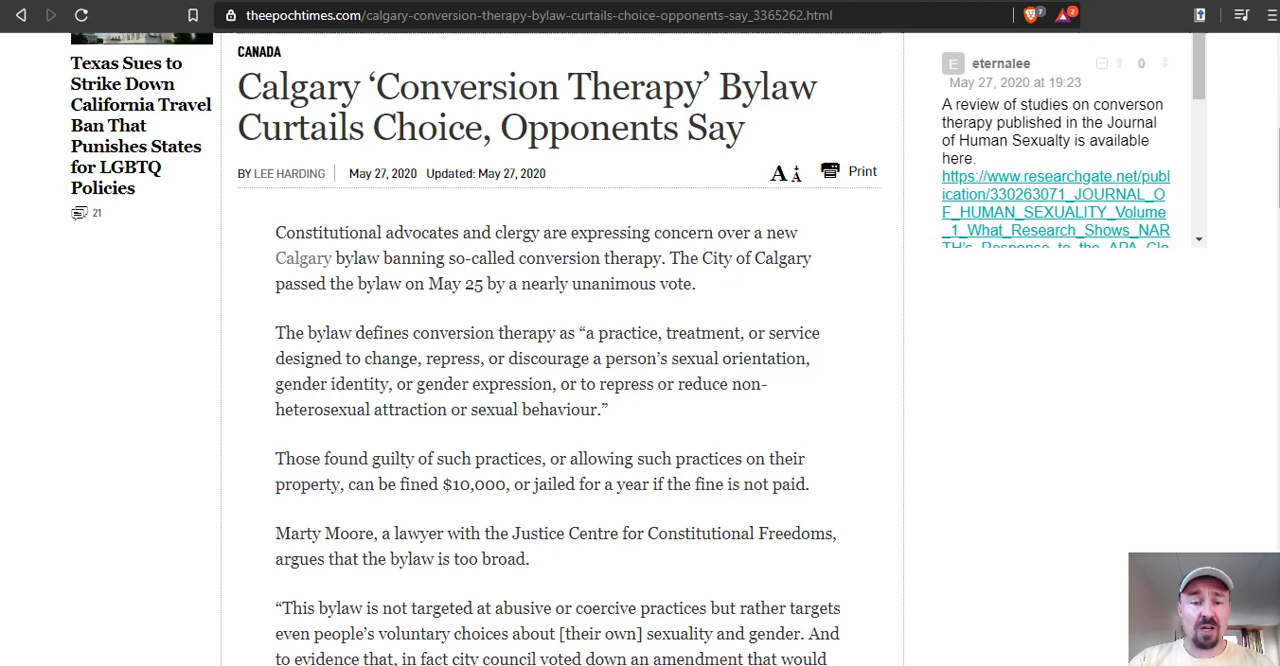 theepochtimes.com/calgary-conversion-therapy-bylaw-curtails-choice-opponents-say_3365262.html
7
2
Texas Sues to
Strike Down
California Travel
Ban That
Punishes States
for LGBTQ
Policies
21
CANADA
Calgary ‘Conversion Therapy’ Bylaw
Curtails Choice, Opponents Say
BY LEE HARDING May 27, 2020 Updated: May 27, 2020
A A Print
Constitutional advocates and clergy are expressing concern over a new
Calgary bylaw banning so-called conversion therapy. The City of Calgary
passed the bylaw on May 25 by a nearly unanimous vote.
The bylaw defines conversion therapy as “a practice, treatment, or service
designed to change, repress, or discourage a person’s sexual orientation,
gender identity, or gender expression, or to repress or reduce non-
heterosexual attraction or sexual behaviour.”
Those found guilty of such practices, or allowing such practices on their
property, can be fined $10,000, or jailed for a year if the fine is not paid.
Marty Moore, a lawyer with the Justice Centre for Constitutional Freedoms,
argues that the bylaw is too broad.
“This bylaw is not targeted at abusive or coercive practices but rather targets
even people’s voluntary choices about [their own] sexuality and gender. And
to evidence that, in fact city council voted down an amendment that would
E eternalee 0
May 27, 2020 at 19:23
A review of studies on converson
therapy published in the Journal
of Human Sexualty is available
here.
https://www.researchgate.net/publ
ication/330263071_JOURNAL_O
F_HUMAN_SEXUALITY_Volume
_1_What_Research_Shows_NAR
TH's_Response_to_the_APA_Cla